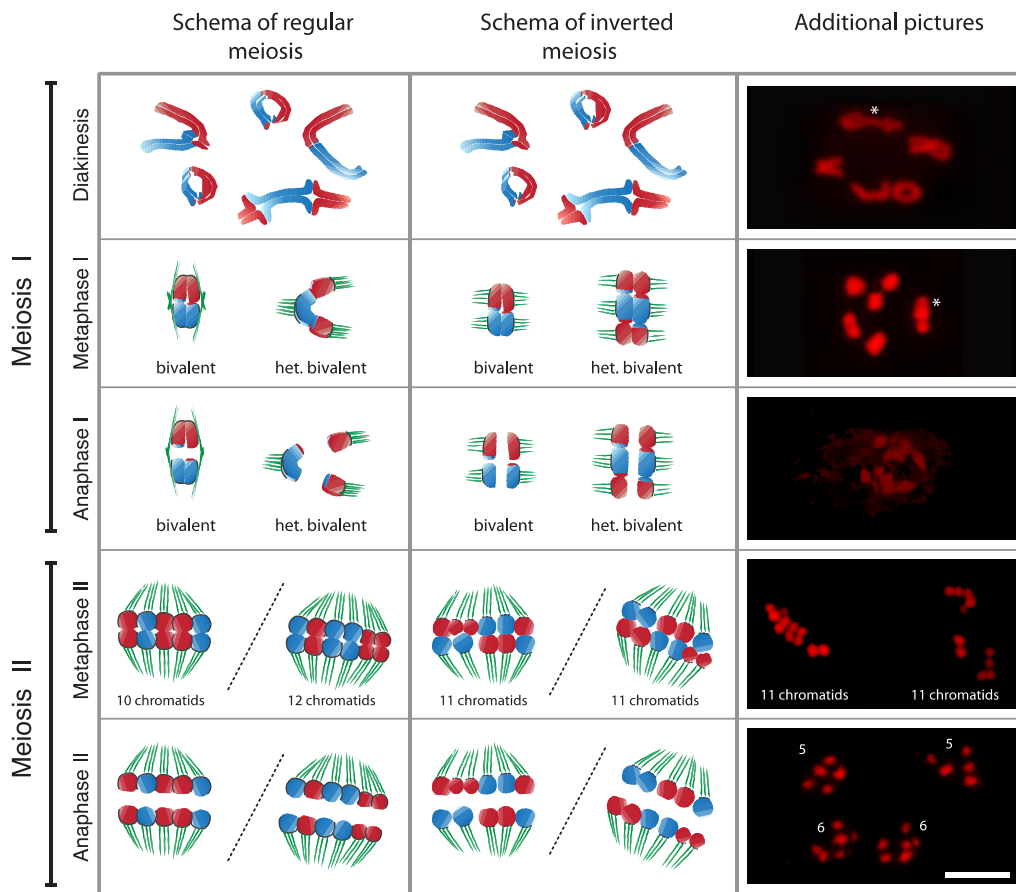 Schema of regular
meiosis
Schema of inverted
meiosis
Additional pictures
Meiosis I
Diakinesis
*
Metaphase I
bivalent
het. bivalent
bivalent
het. bivalent
*
Anaphase I
bivalent
het. bivalent
bivalent
het. bivalent
Meiosis II
Metaphase II
10 chromatids
12 chromatids
11 chromatids
11 chromatids
11 chromatids
11 chromatids
Anaphase II
5
5
6
6